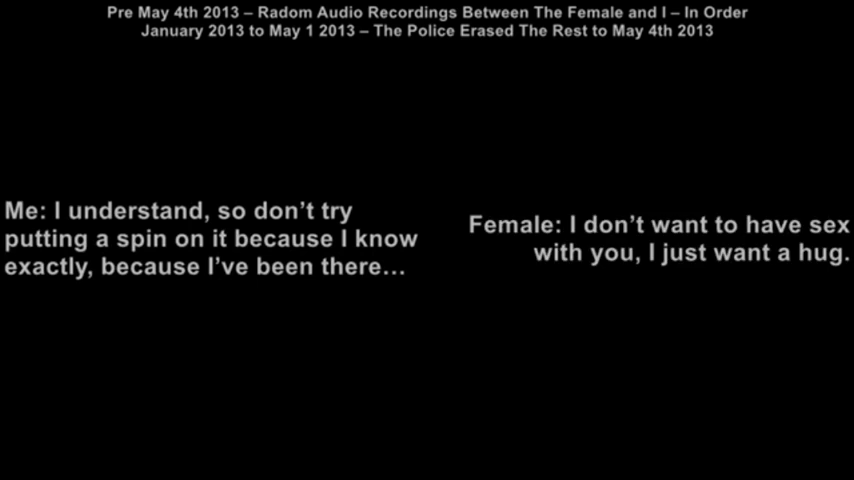 Pre May 4th 2013 – Radom Audio Recordings Between The Female and I – In Order
January 2013 to May 1 2013 – The Police Erased The Rest to May 4th 2013
Me: I understand, so don’t try
putting a spin on it because I know
exactly, because I’ve been there...
Female: I don’t want to have sex
with you, I just want a hug.